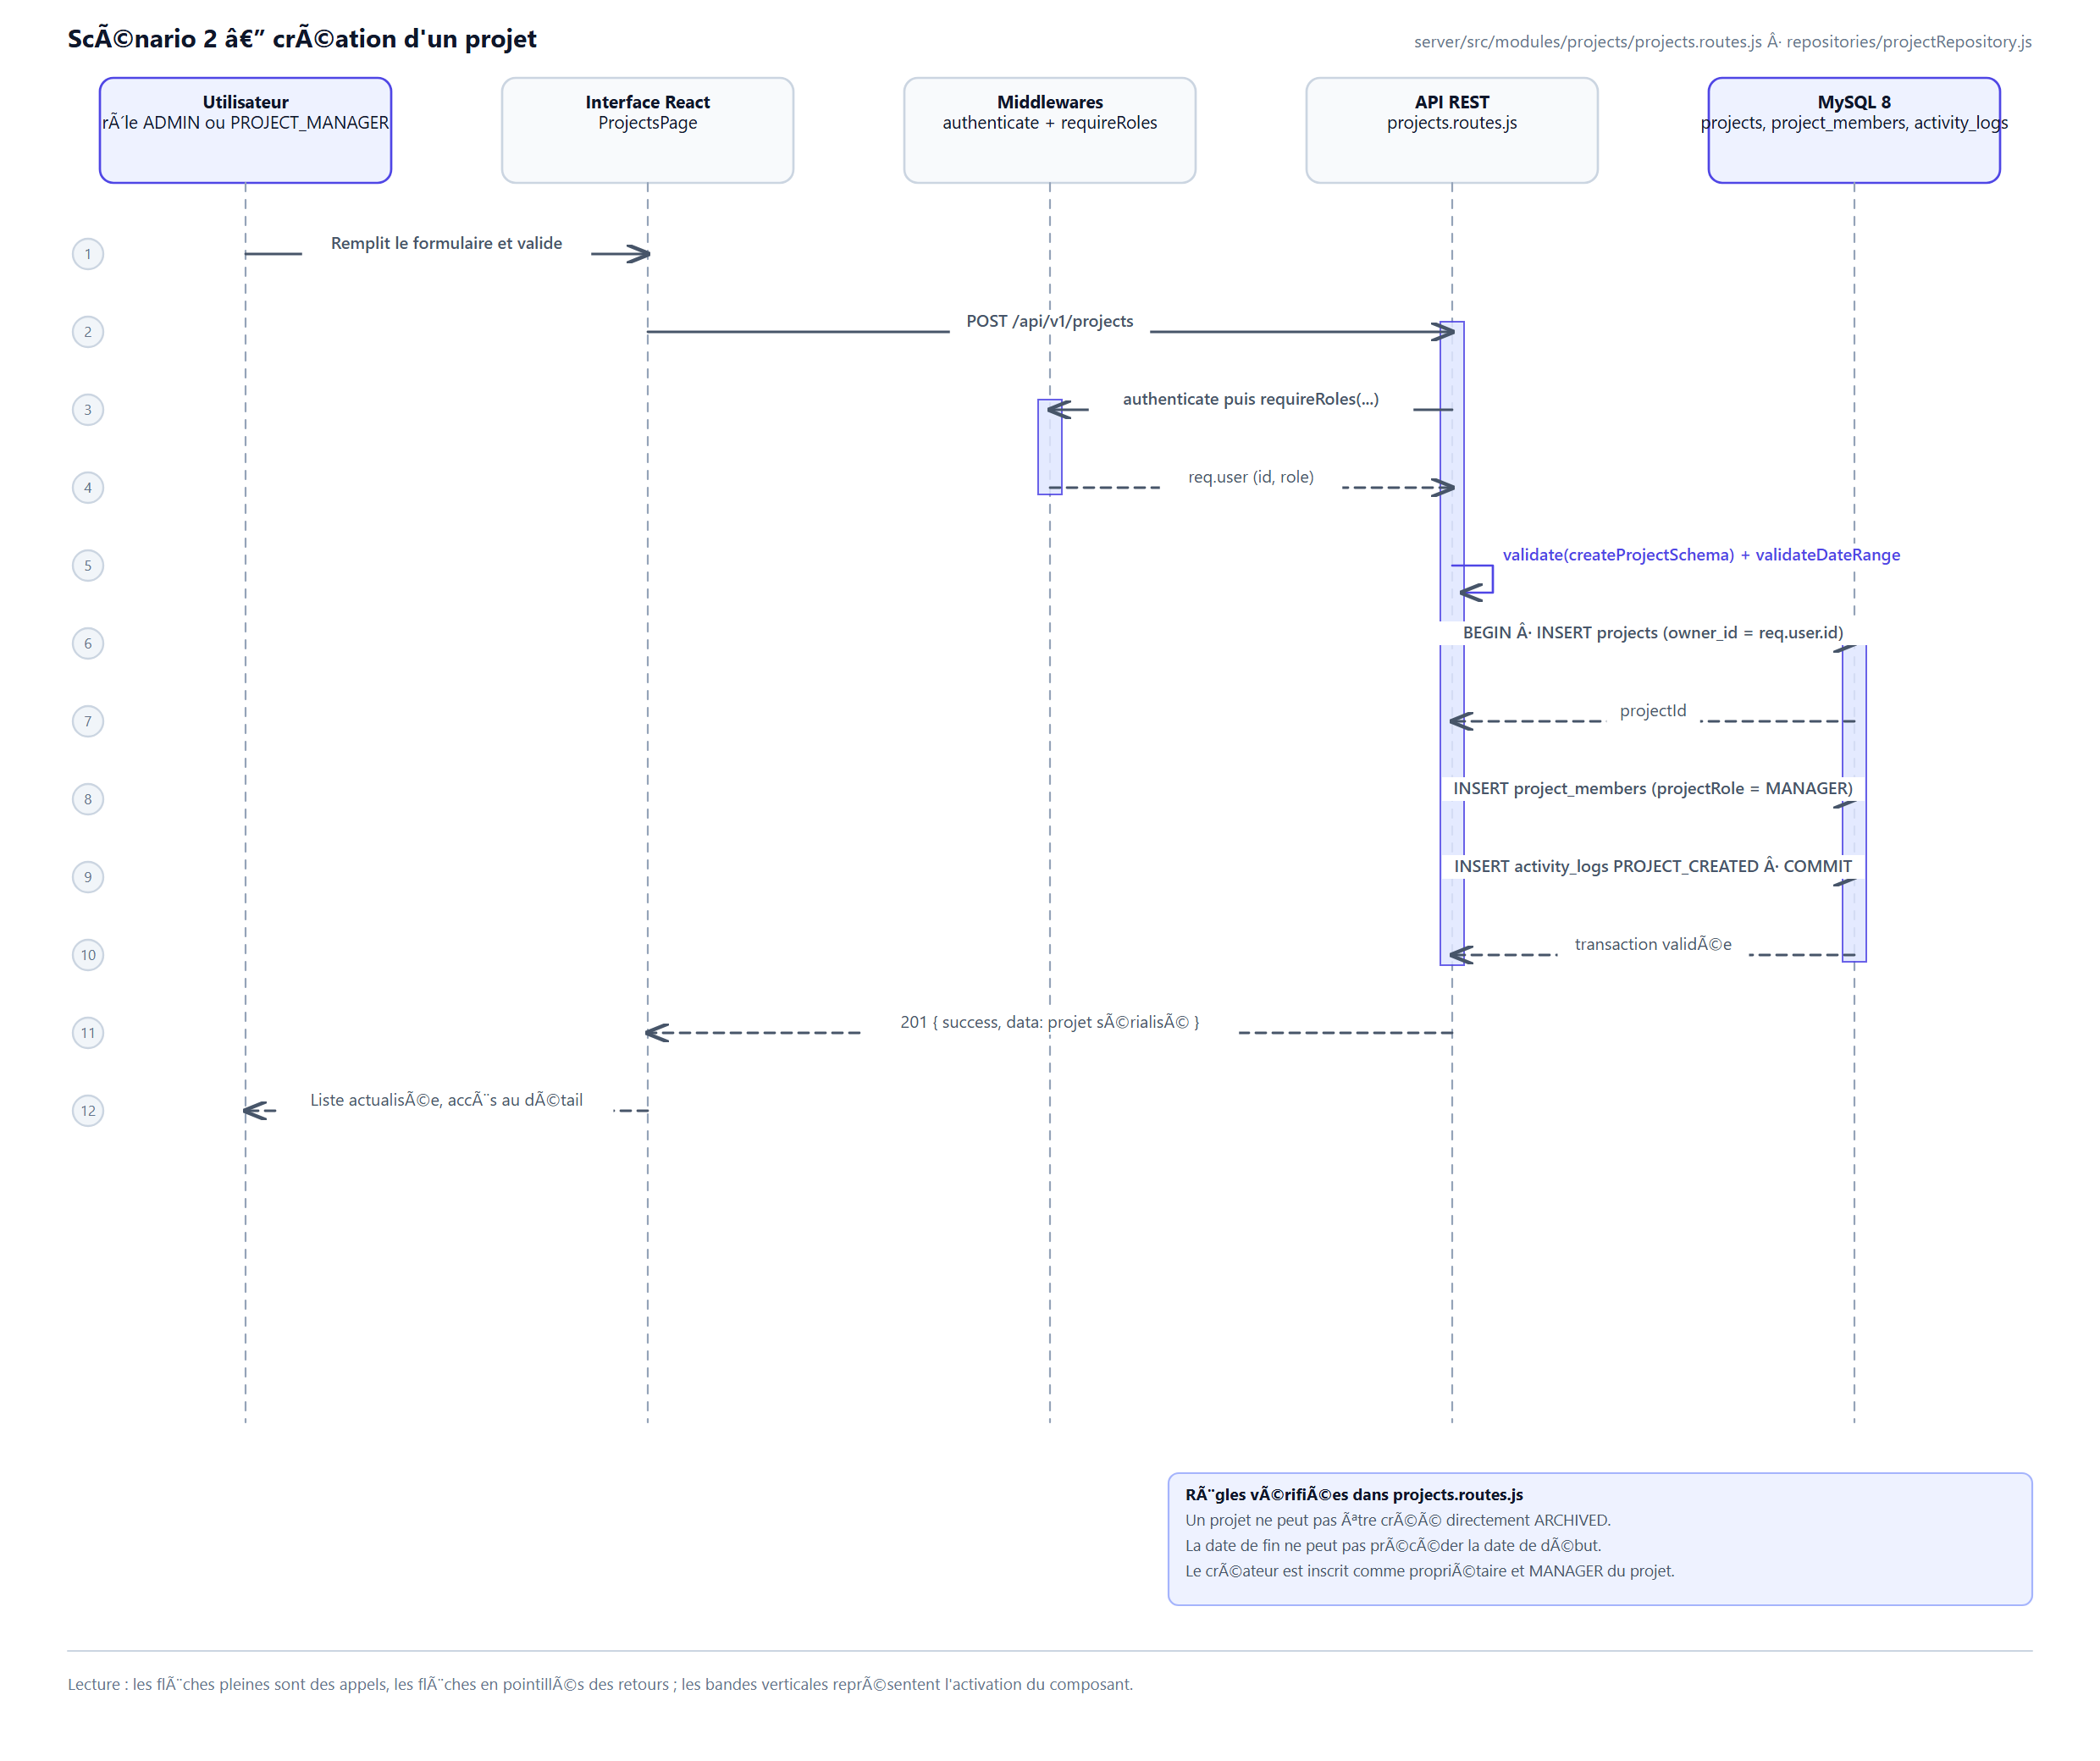 ScÃ©nario 2 â€” crÃ©ation d'un projet
server/src/modules/projects/projects.routes.js Â· repositories/projectRepository.js
Utilisateur
rÃ´le ADMIN ou PROJECT_MANAGER
Interface React
ProjectsPage
Middlewares
authenticate + requireRoles
API REST
projects.routes.js
MySQL 8
projects, project_members, activity_logs
1
Remplit le formulaire et valide
2
POST /api/v1/projects
3
authenticate puis requireRoles(...)
4
req.user (id, role)
5
validate(createProjectSchema) + validateDateRange
6
BEGIN Â· INSERT projects (owner_id = req.user.id)
7
projectId
8
INSERT project_members (projectRole = MANAGER)
9
INSERT activity_logs PROJECT_CREATED Â· COMMIT
10
transaction validÃ©e
11
201 { success, data: projet sÃ©rialisÃ© }
12
Liste actualisÃ©e, accÃ¨s au dÃ©tail
RÃ¨gles vÃ©rifiÃ©es dans projects.routes.js
Un projet ne peut pas Ãªtre crÃ©Ã© directement ARCHIVED.
La date de fin ne peut pas prÃ©cÃ©der la date de dÃ©but.
Le crÃ©ateur est inscrit comme propriÃ©taire et MANAGER du projet.
Lecture : les flÃ¨ches pleines sont des appels, les flÃ¨ches en pointillÃ©s des retours ; les bandes verticales reprÃ©sentent l'activation du composant.